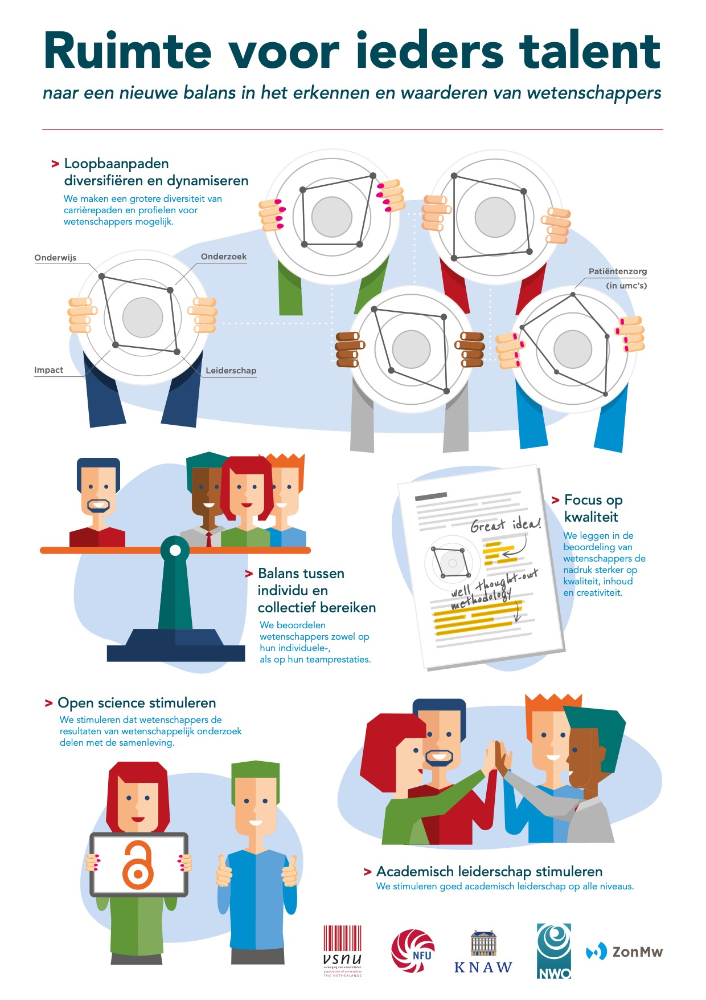 Ruimte voor ieders talent
naar een nieuwe balans in het erkennen en waarderen van wetenschappers
> Loopbaanpaden
diversifiëren en dynamiseren
We maken een grotere diversiteit van
carrièrepaden en profielen voor
wetenschappers mogelijk.
Onderwijs
Onderzoek
Impact
Leiderschap
Patiëntenzorg
(in umc's)
> Balans tussen
individu en
collectief bereiken
We beoordelen
wetenschappers zowel op
hun individuele-,
als op hun teamprestaties.
Great idea!
well thought-out
methodology
> Focus op
kwaliteit
We leggen in de
beoordeling van
wetenschappers de
nadruk sterker op
kwaliteit, inhoud
en creativiteit.
> Open science stimuleren
We stimuleren dat wetenschappers de
resultaten van wetenschappelijk onderzoek
delen met de samenleving.
> Academisch leiderschap stimuleren
We stimuleren goed academisch leiderschap op alle niveaus.
vsnu
vereniging van universiteiten
association of universities
THE NETHERLANDS
NFU
KNAW
NWO
ZonMw